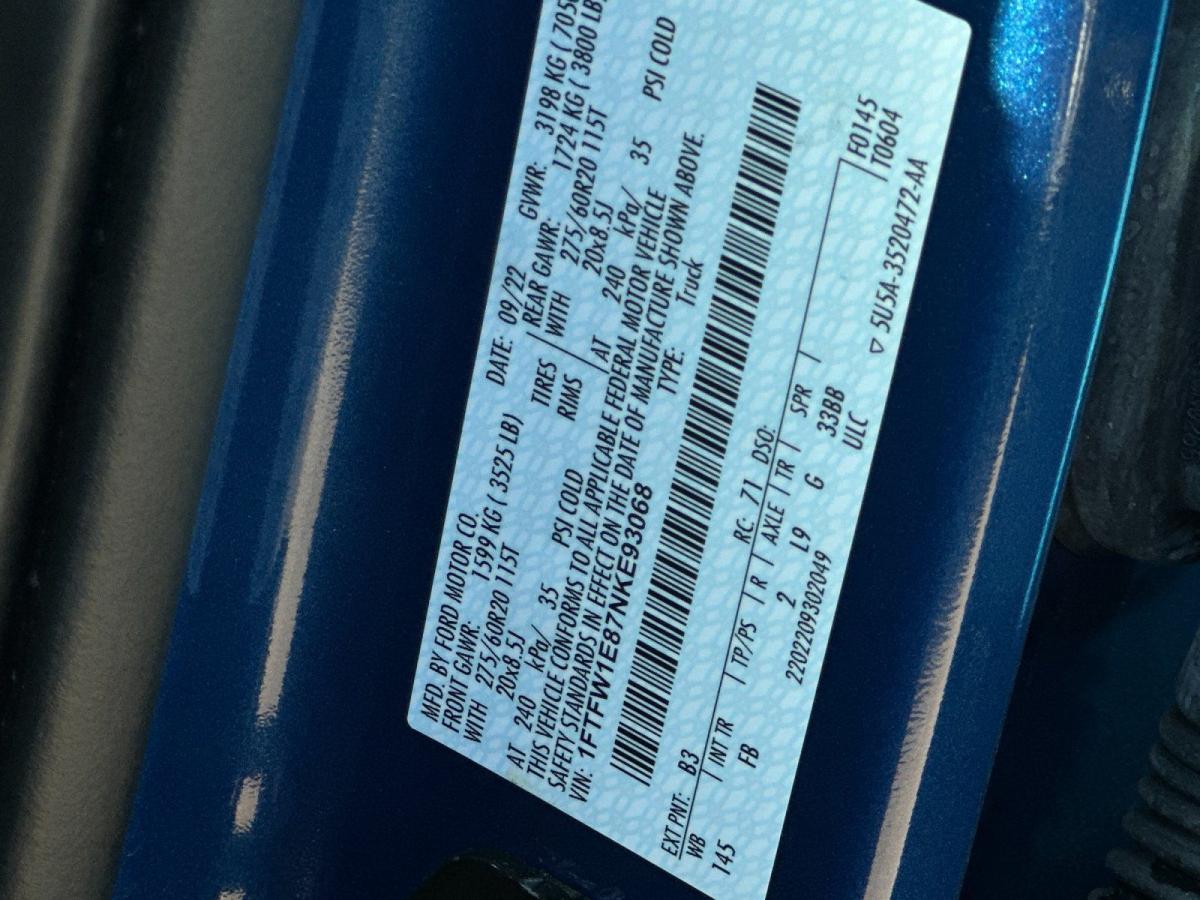 MFD. BY FORD MOTOR CO. DATE: 09/22 GVWR: 3198 KG (
FRONT GAWR: 1599 KG ( 3525 LB) REAR GAWR: 1724 KG ( 3800 LB
WITH 275/60R20 115T TIRES WITH 275/60R20 115T
20x8.5J RIMS 20x8.5J
AT 240 kPa/ 35 PSI COLD AT 240 kPa/ 35 PSI COLD
THIS VEHICLE CONFORMS TO ALL APPLICABLE FEDERAL MOTOR VEHICLE
SAFETY STANDARDS IN EFFECT ON THE DATE OF MANUFACTURE SHOWN ABOVE.
VIN: 1FTFW1E87NKE93068 TYPE: Truck
EXT PNT: B3 RC: 71 DSO: F0145
WB INT TR TP/PS R AXLE TR SPR T0604
145 FB 2 L9 G 33BB
2202209302049 ULC ▽ 5U5A-3520472-AA